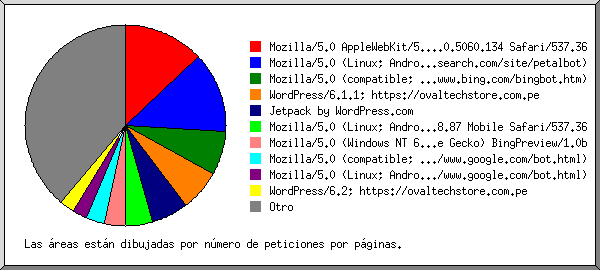 Mozilla/5.0 AppleWebKit/5....0.5060.134 Safari/537.36
Mozilla/5.0 (Linux; Andro...search.com/site/petalbot)
Mozilla/5.0 (compatible; ...www.bing.com/bingbot.htm)
WordPress/6.1.1; https://ovaltechstore.com.pe
Jetpack by WordPress.com
Mozilla/5.0 (Linux; Andro...8.87 Mobile Safari/537.36
Mozilla/5.0 (Windows NT 6...e Gecko) BingPreview/1.0b
Mozilla/5.0 (compatible; .../www.google.com/bot.html)
Mozilla/5.0 (Linux; Andro.../www.google.com/bot.html)
WordPress/6.2; https://ovaltechstore.com.pe
Otro
Las áreas están dibujadas por número de peticiones por páginas.